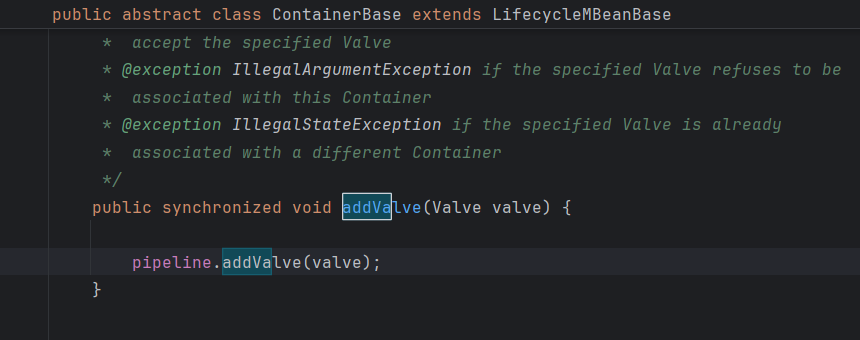 public abstract class ContainerBase extends LifecycleMBeanBase
* accept the specified Valve
* @exception IllegalArgumentException if the specified Valve refuses to be
* associated with this Container
* @exception IllegalStateException if the specified Valve is already
* associated with a different Container
*/
public synchronized void addValve(Valve valve) {
pipeline.addValve(valve);
}